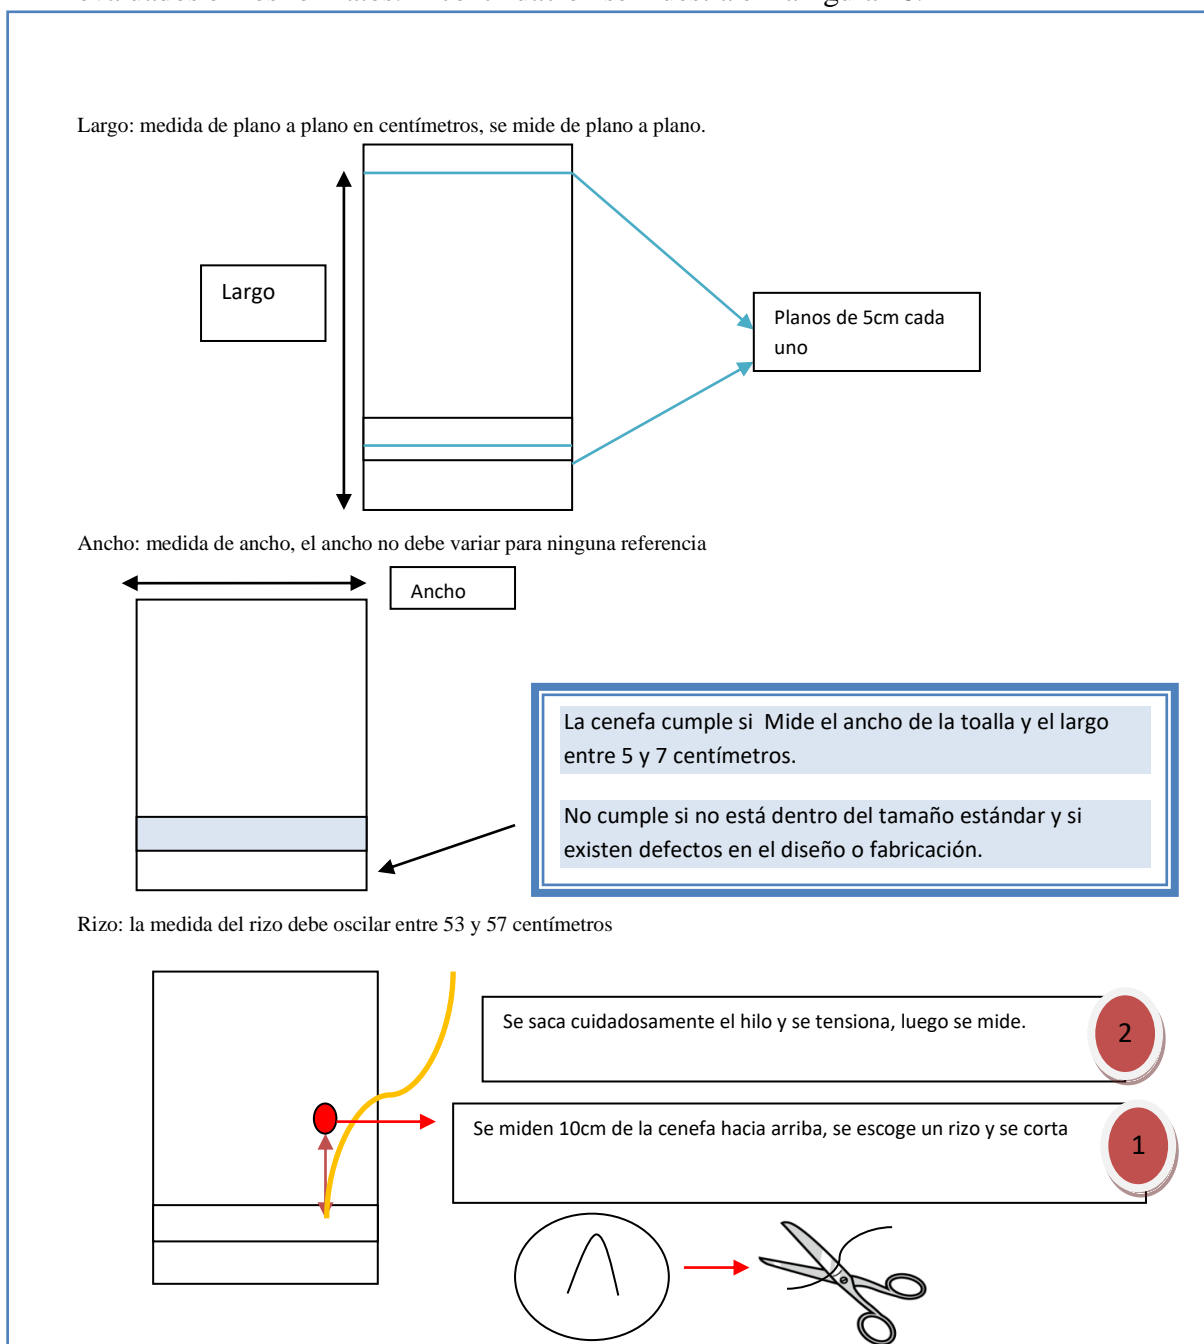 Largo: medida de plano a plano en centímetros, se mide de plano a plano.
Largo
Planos de 5cm cada
uno
Ancho: medida de ancho, el ancho no debe variar para ninguna referencia
Ancho
La cenefa cumple si Mide el ancho de la toalla y el largo
entre 5 y 7 centímetros.
No cumple si no está dentro del tamaño estándar y si
existen defectos en el diseño o fabricación.
Rizo: la medida del rizo debe oscilar entre 53 y 57 centímetros
Se saca cuidadosamente el hilo y se tensiona, luego se mide.
2
Se miden 10cm de la cenefa hacia arriba, se escoge un rizo y se corta
1